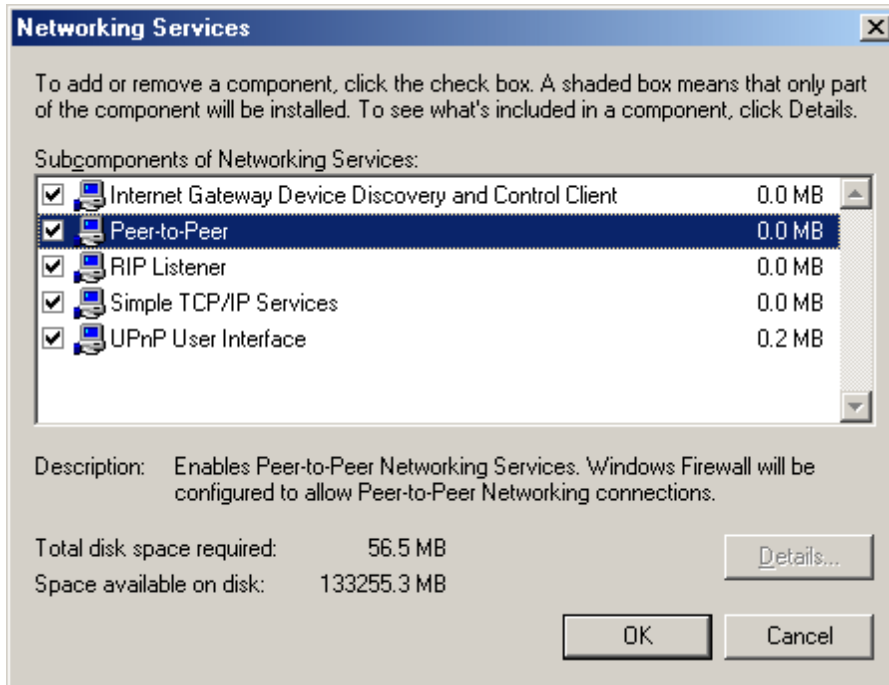 Networking Services
To add or remove a component, click the check box. A shaded box means that only part
of the component will be installed. To see what's included in a component, click Details.
Subcomponents of Networking Services:
Internet Gateway Device Discovery and Control Client 0.0 MB
Peer-to-Peer 0.0 MB
RIP Listener 0.0 MB
Simple TCP/IP Services 0.0 MB
UPnP User Interface 0.2 MB
Description: Enables Peer-to-Peer Networking Services. Windows Firewall will be
configured to allow Peer-to-Peer Networking connections.
Total disk space required: 56.5 MB
Space available on disk: 133255.3 MB
Details...
OK Cancel